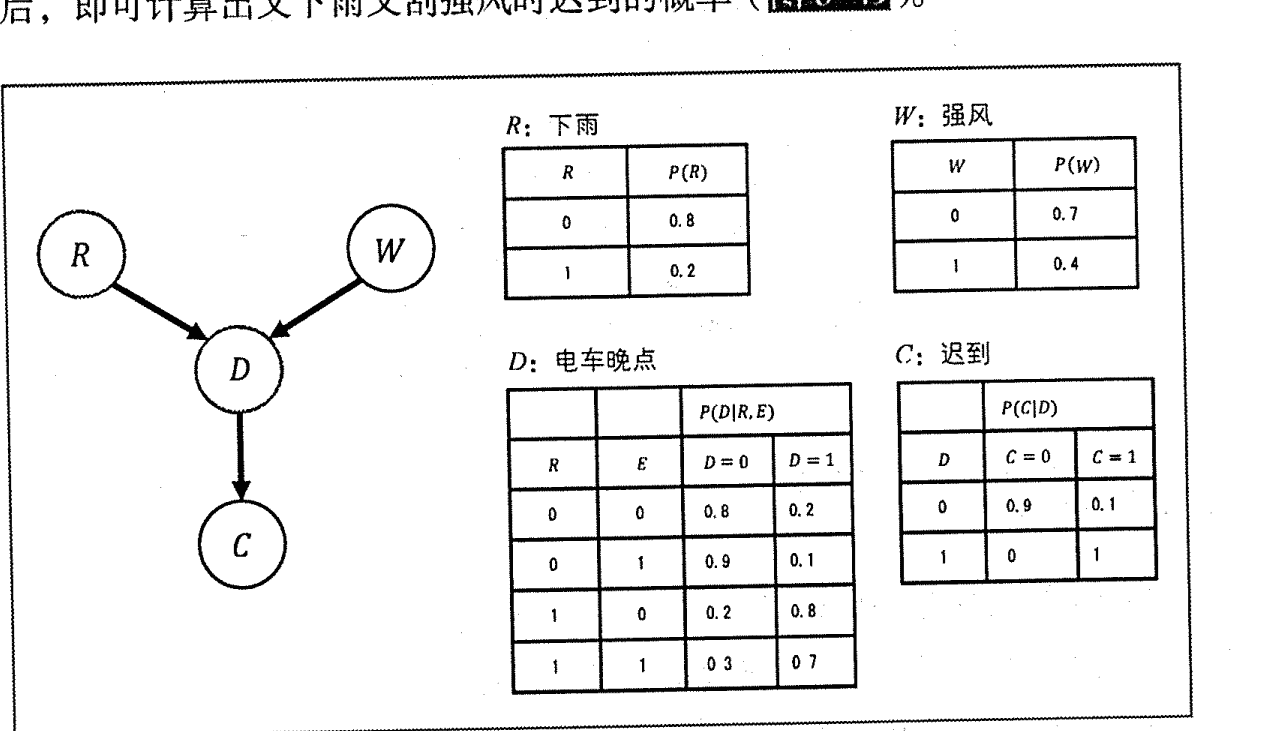 后，即可计算出又下雨又刮强风时迟到的概率（
R：下雨
R P(R)
0 0.8
1 0.2
W：强风
W P(W)
0 0.7
1 0.4
R
W
D
C
D：电车晚点
P(D|R,E)
R E D=0 D=1
0 0 0.8 0.2
0 1 0.9 0.1
1 0 0.2 0.8
1 1 0 3 0 7
C：迟到
P(C|D)
D C=0 C=1
0 0.9 0.1
1 0 1